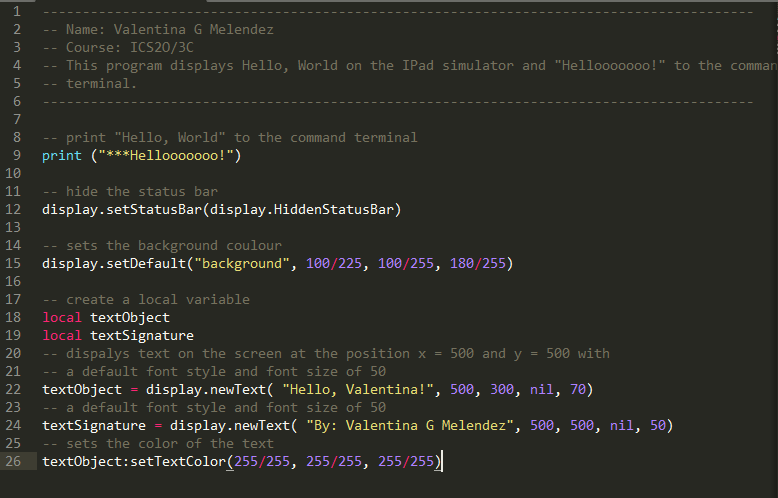 1 --------------------------------------------------------------------------------
2 -- Name: Valentina G Melendez
3 -- Course: ICS2O/3C
4 -- This program displays Hello, World on the IPad simulator and "Hellooooooo!" to the comman
5 -- terminal.
6 --------------------------------------------------------------------------------
7
8 -- print "Hello, World" to the command terminal
9 print ("***Hellooooooo!")
10
11 -- hide the status bar
12 display.setStatusBar(display.HiddenStatusBar)
13
14 -- sets the background coulour
15 display.setDefault("background", 100/225, 100/255, 180/255)
16
17 -- create a local variable
18 local textObject
19 local textSignature
20 -- dispalys text on the screen at the position x = 500 and y = 500 with
21 -- a default font style and font size of 50
22 textObject = display.newText( "Hello, Valentina!", 500, 300, nil, 70)
23 -- a default font style and font size of 50
24 textSignature = display.newText( "By: Valentina G Melendez", 500, 500, nil, 50)
25 -- sets the color of the text
26 textObject:setTextColor(255/255, 255/255, 255/255)